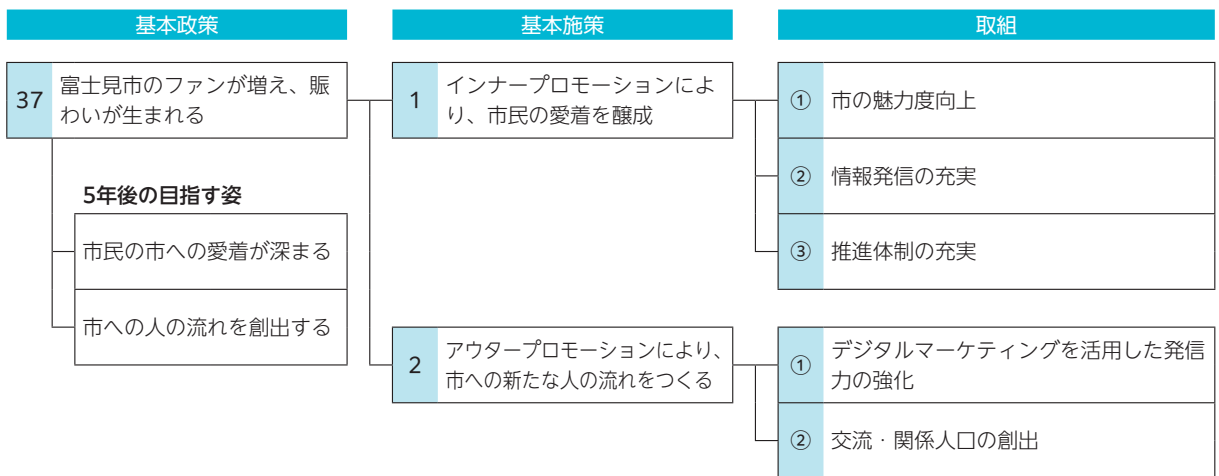 基本政策
基本施策
取組
37
富士見市のファンが増え、賑
わいが生まれる
5年後の目指す姿
市民の市への愛着が深まる
市への人の流れを創出する
1
インナープロモーションによ
り、市民の愛着を醸成
① 市の魅力度向上
② 情報発信の充実
③ 推進体制の充実
2
アウタープロモーションにより、
市への新たな人の流れをつくる
①
デジタルマーケティングを活用した発信
力の強化
② 交流・関係人口の創出